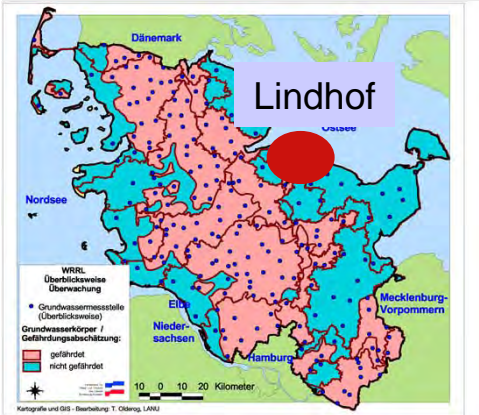 Dänemark
Lindhof
Ostsee
Nordsee
WRRL
Überblicksweise
Überwachung
Grundwassermessstelle
(Überblicksweise)
Grundwasserkörper /
Gefährdungsabschätzung:
gefährdet
nicht gefährdet
Elbe
Nieder-
sachsen
Hamburg
Mecklenburg-
Vorpommern
10 0 10 20 Kilometer
Kartografie und GIS - Bearbeitung: T. Olderog, LANU